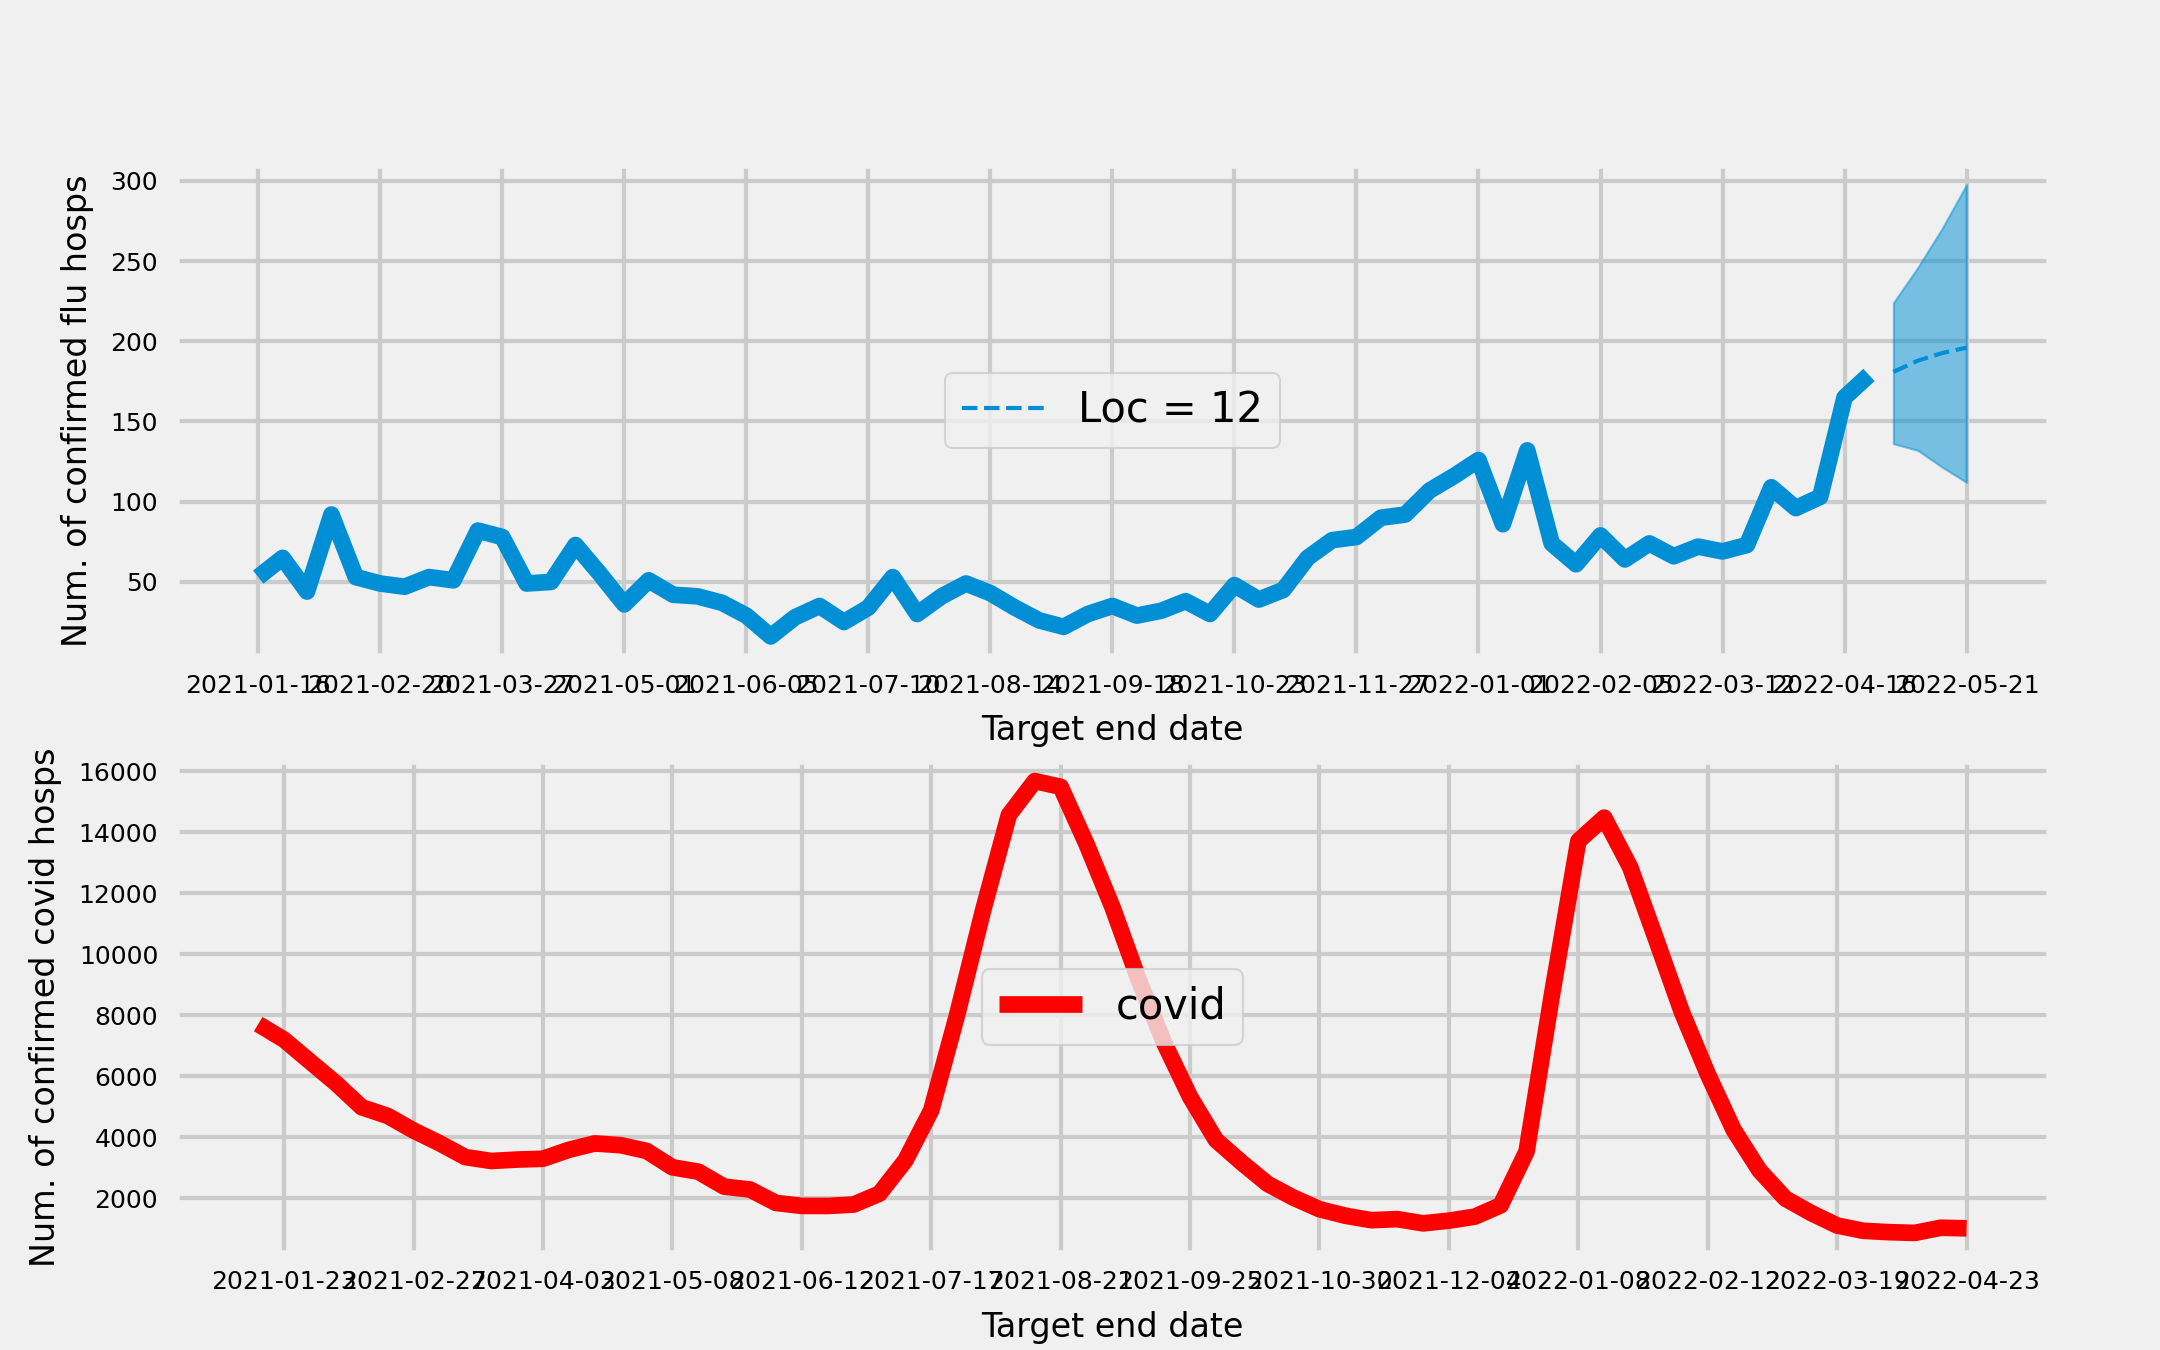 Num. of confirmed flu hosps
300
250
200
150
100
50
Loc = 12
2021-01-16 2021-02-20 2021-03-27 2021-05-01 2021-06-05 2021-07-10 2021-08-14 2021-09-18 2021-10-23 2021-11-27 2022-01-01 2022-02-05 2022-03-12 2022-04-16 2022-05-21
Target end date
Num. of confirmed covid hosps
16000
14000
12000
10000
8000
6000
4000
2000
covid
2021-01-23 2021-02-27 2021-04-03 2021-05-08 2021-06-12 2021-07-17 2021-08-21 2021-09-25 2021-10-30 2021-12-04 2022-01-08 2022-02-12 2022-03-19 2022-04-23
Target end date